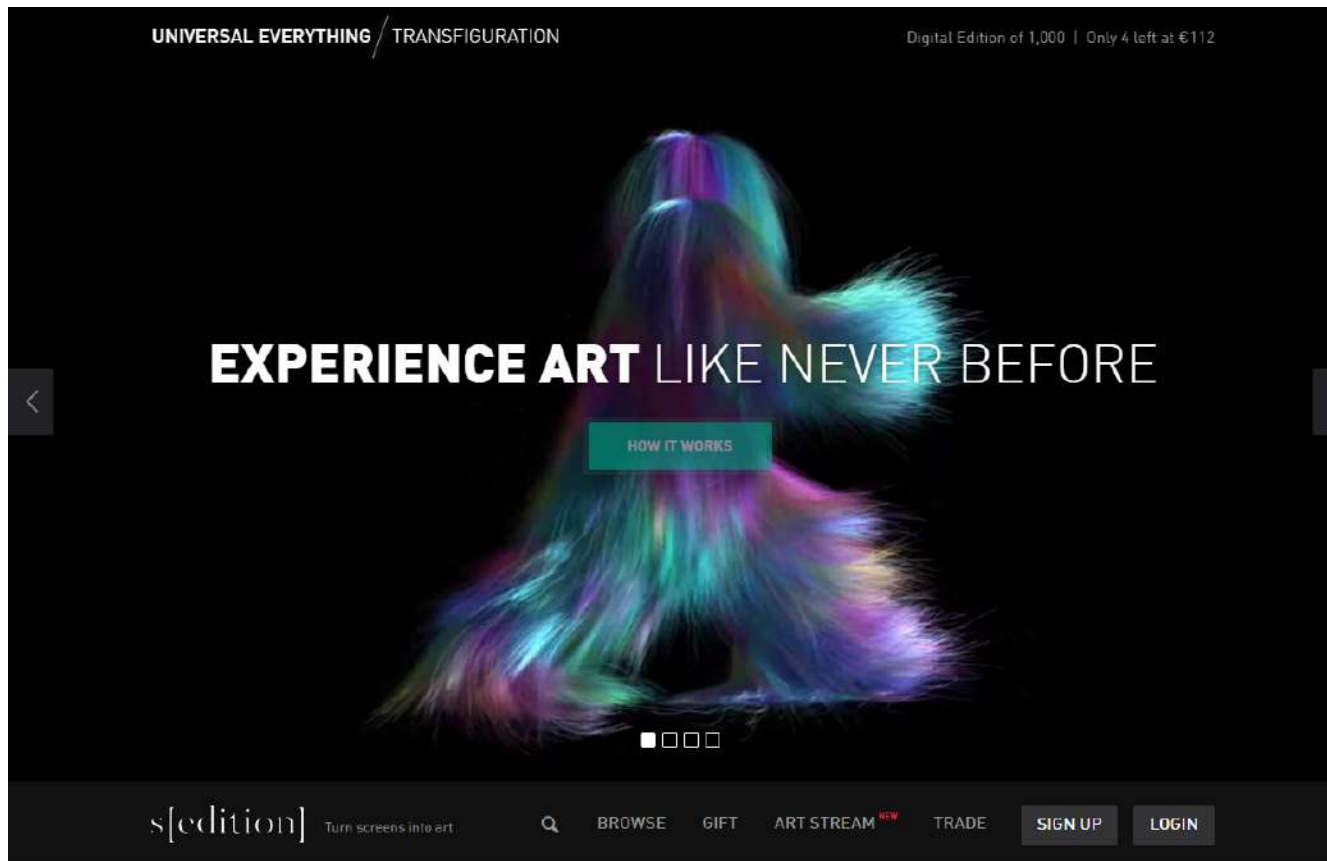 UNIVERSAL EVERYTHING / TRANSFIGURATION
Digital Edition of 1,000 | Only 4 left at €112
EXPERIENCE ART LIKE NEVER BEFORE
HOW IT WORKS
s[edition] Turn screens into art BROWSE GIFT ART STREAM NEW TRADE SIGN UP LOGIN